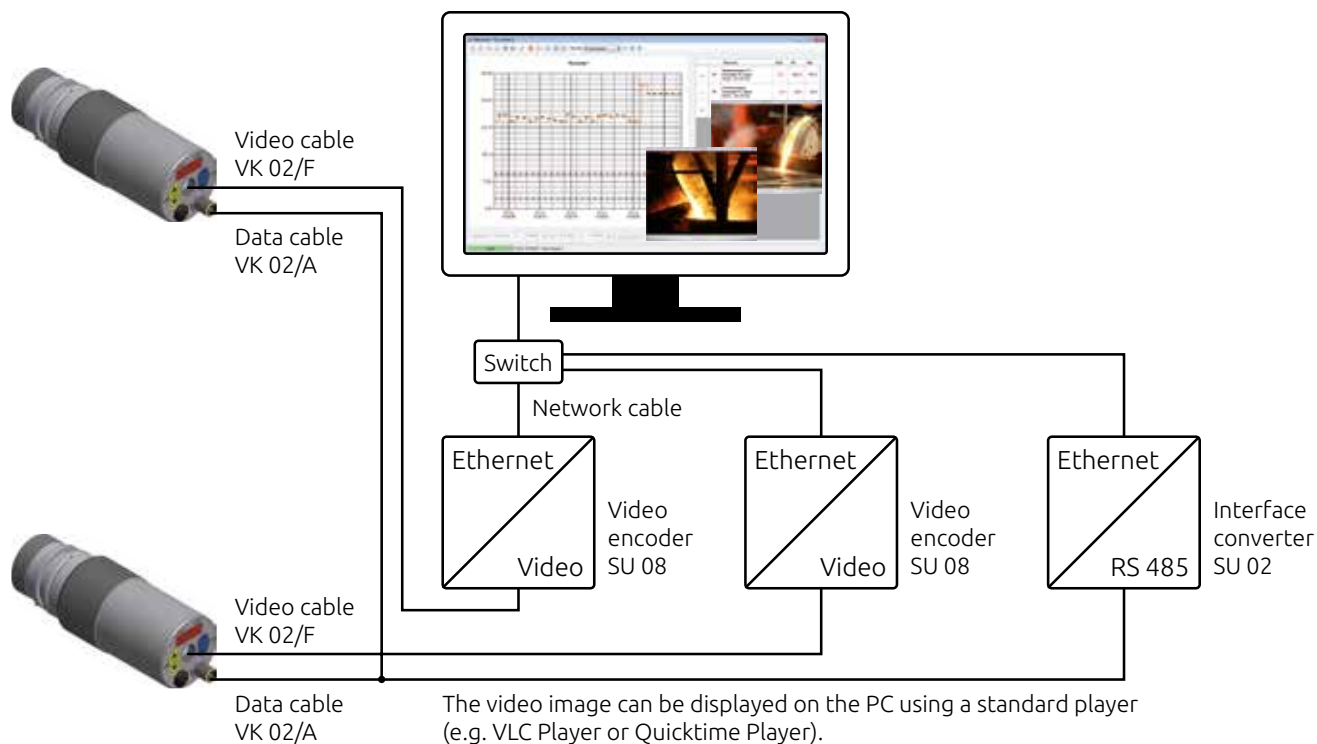 Video cable
VK 02/F
Data cable
VK 02/A
Switch
Network cable
Ethernet
Video
Video
encoder
SU 08
Ethernet
Video
Video
encoder
SU 08
Ethernet
RS 485
Interface
converter
SU 02
Video cable
VK 02/F
Data cable
VK 02/A
The video image can be displayed on the PC using a standard player
(e.g. VLC Player or Quicktime Player).